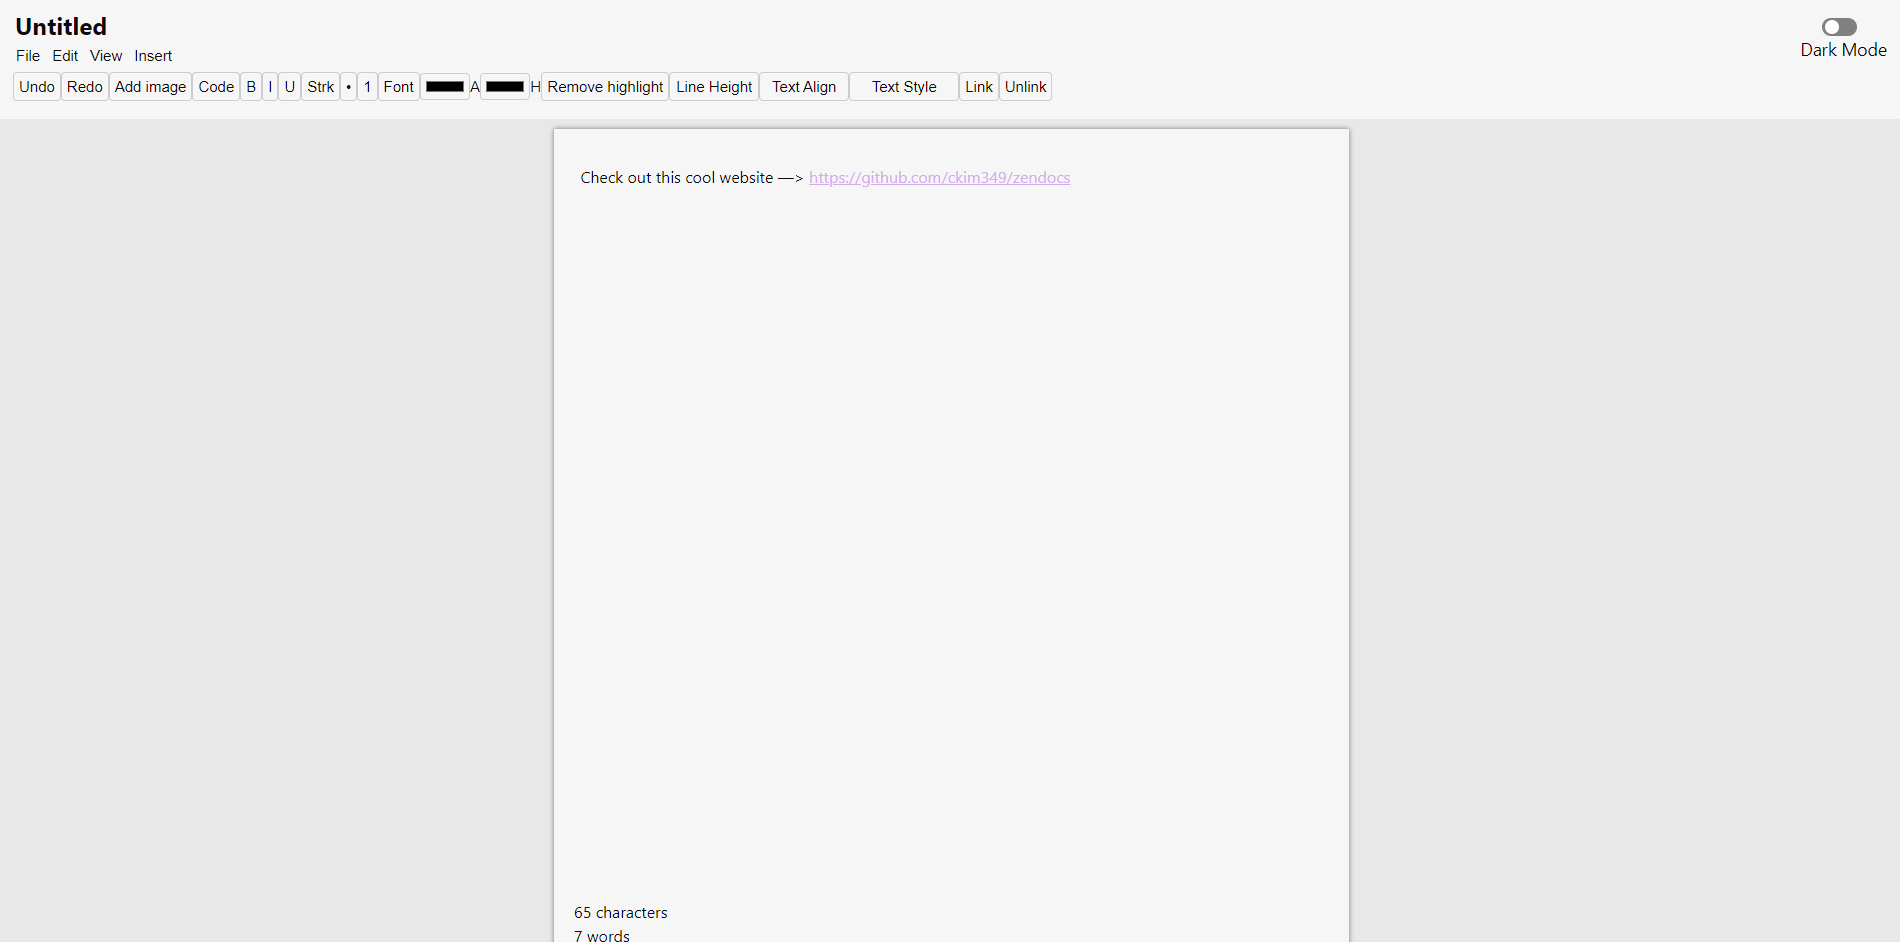 Untitled
Dark Mode
File Edit View Insert
Undo Redo Add image Code B I U Strk • 1 Font A H Remove highlight Line Height Text Align Text Style Link Unlink
Check out this cool website —> https://github.com/ckim349/zendocs
65 characters
7 words